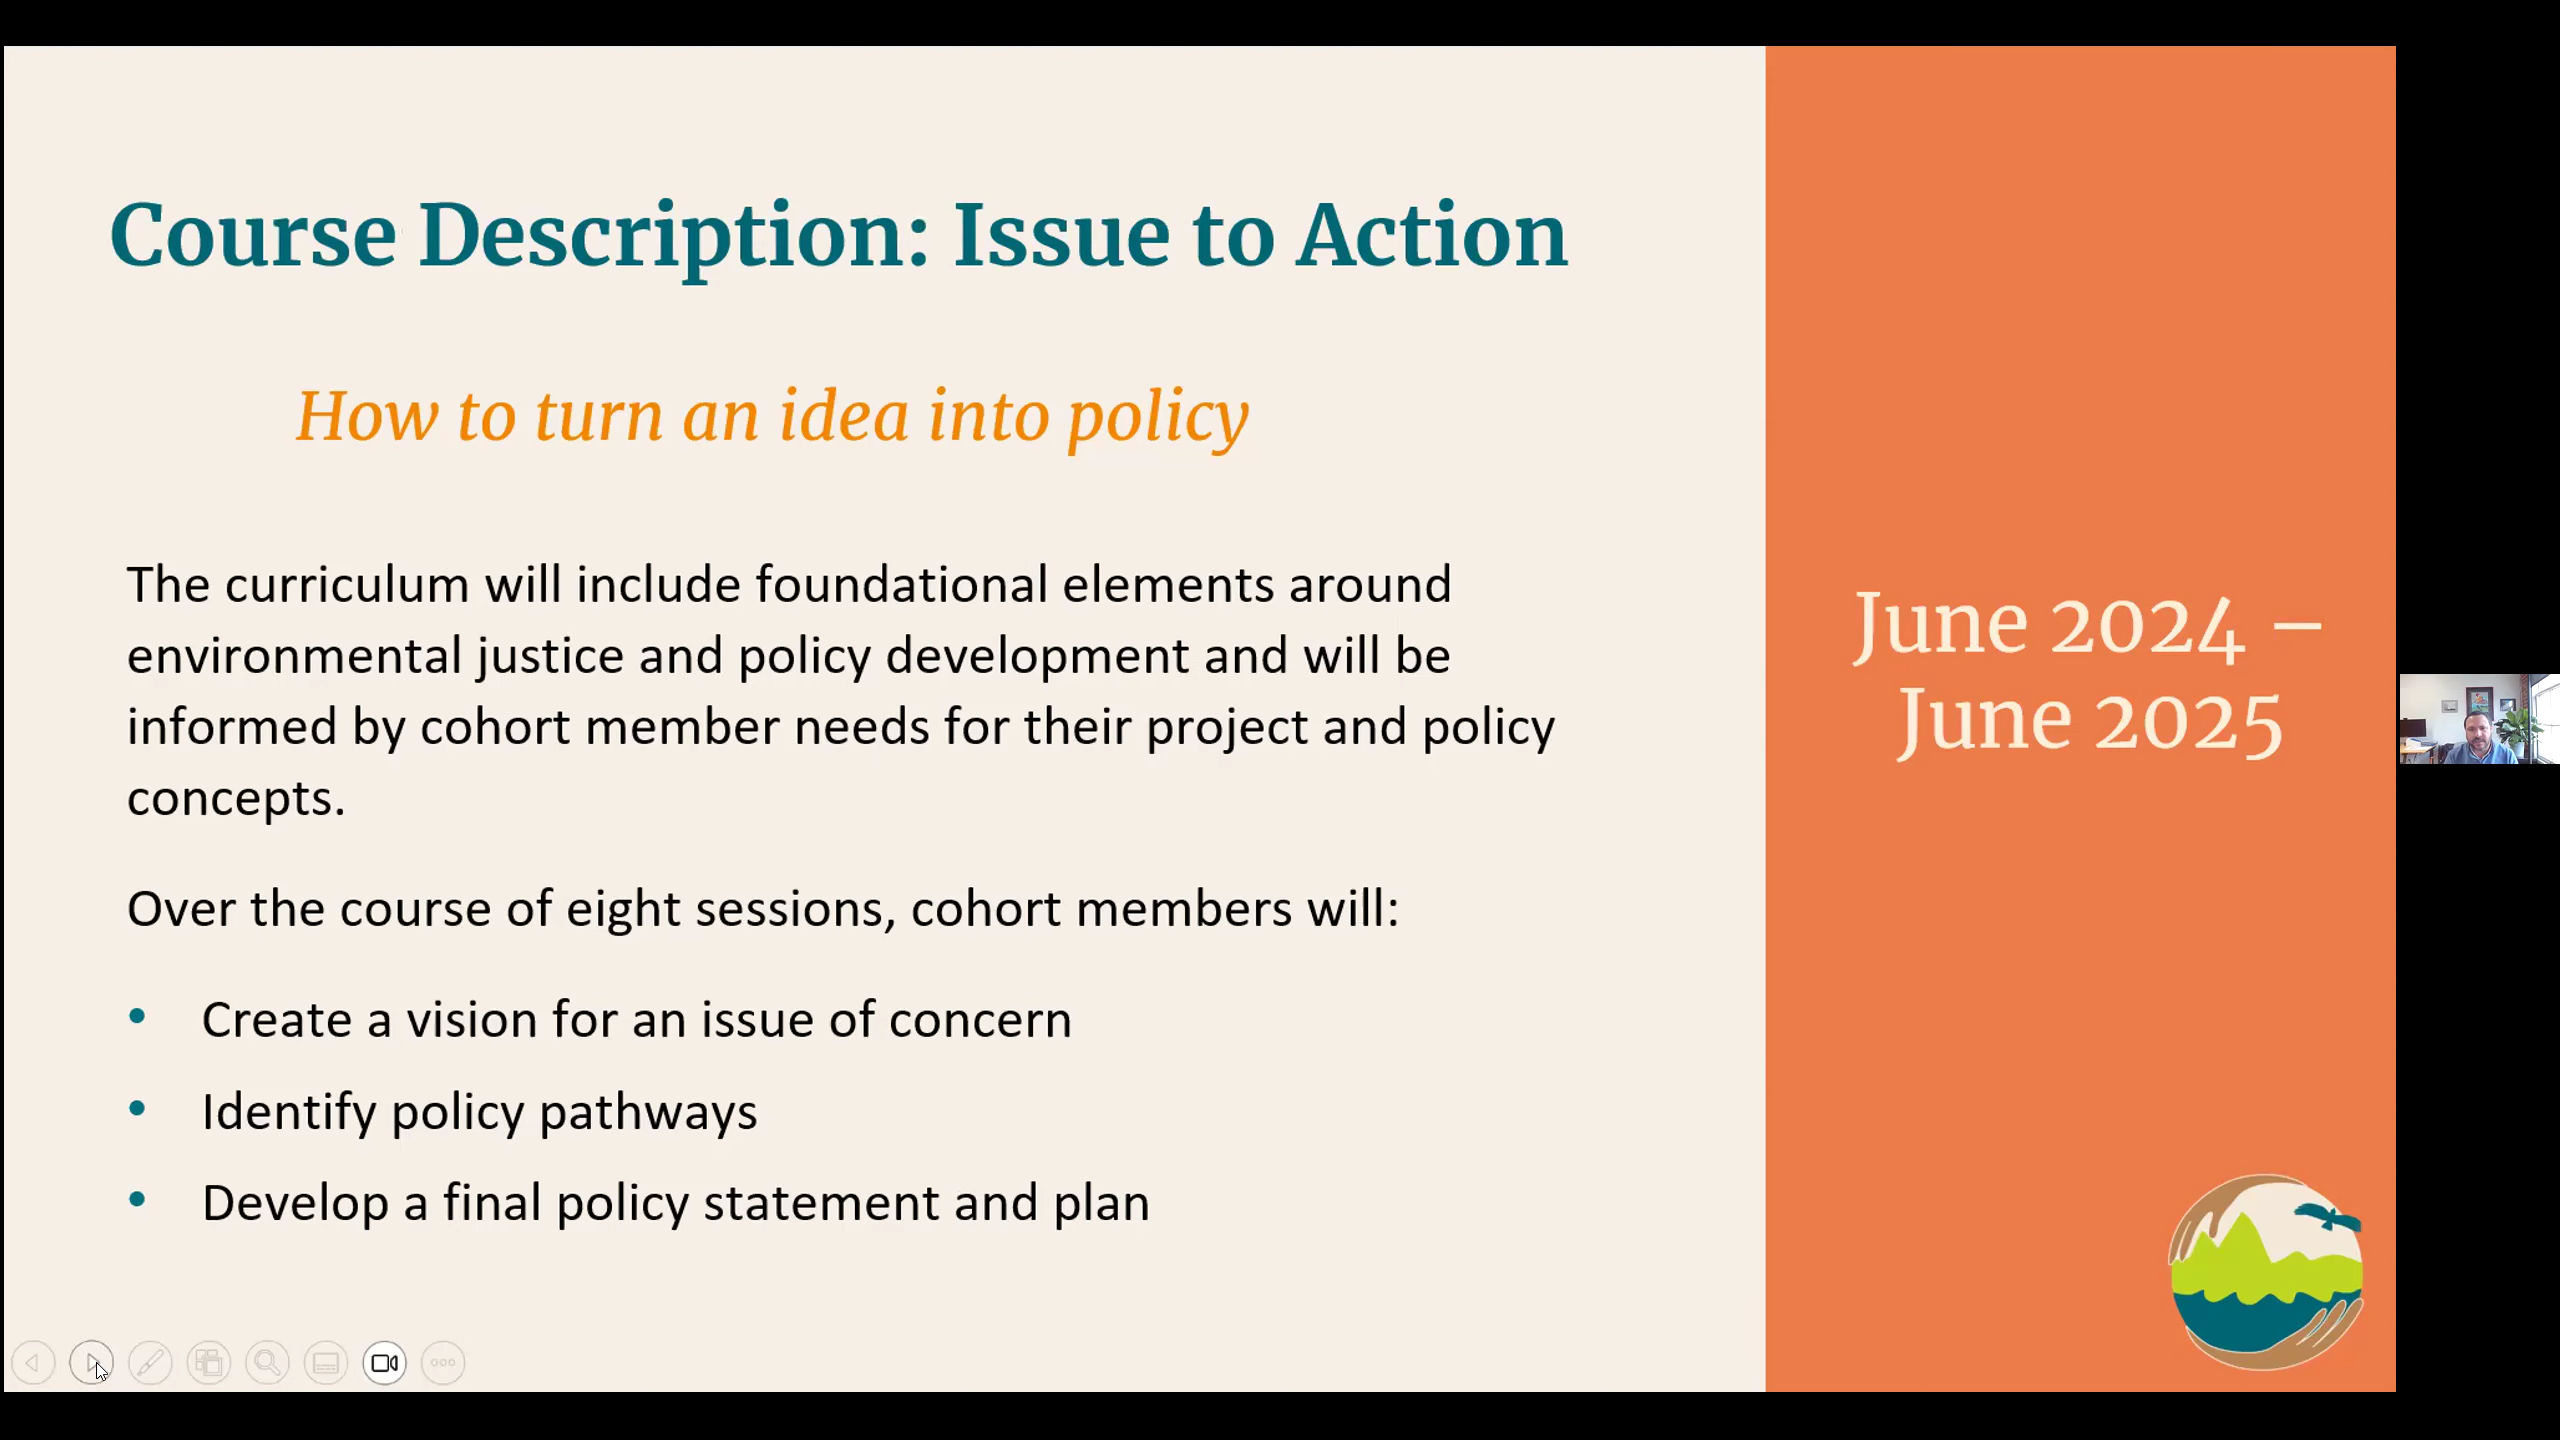 Course Description: Issue to Action
How to turn an idea into policy
The curriculum will include foundational elements around
environmental justice and policy development and will be
informed by cohort member needs for their project and policy
concepts.
Over the course of eight sessions, cohort members will:
• Create a vision for an issue of concern
• Identify policy pathways
• Develop a final policy statement and plan
June 2024 –
June 2025